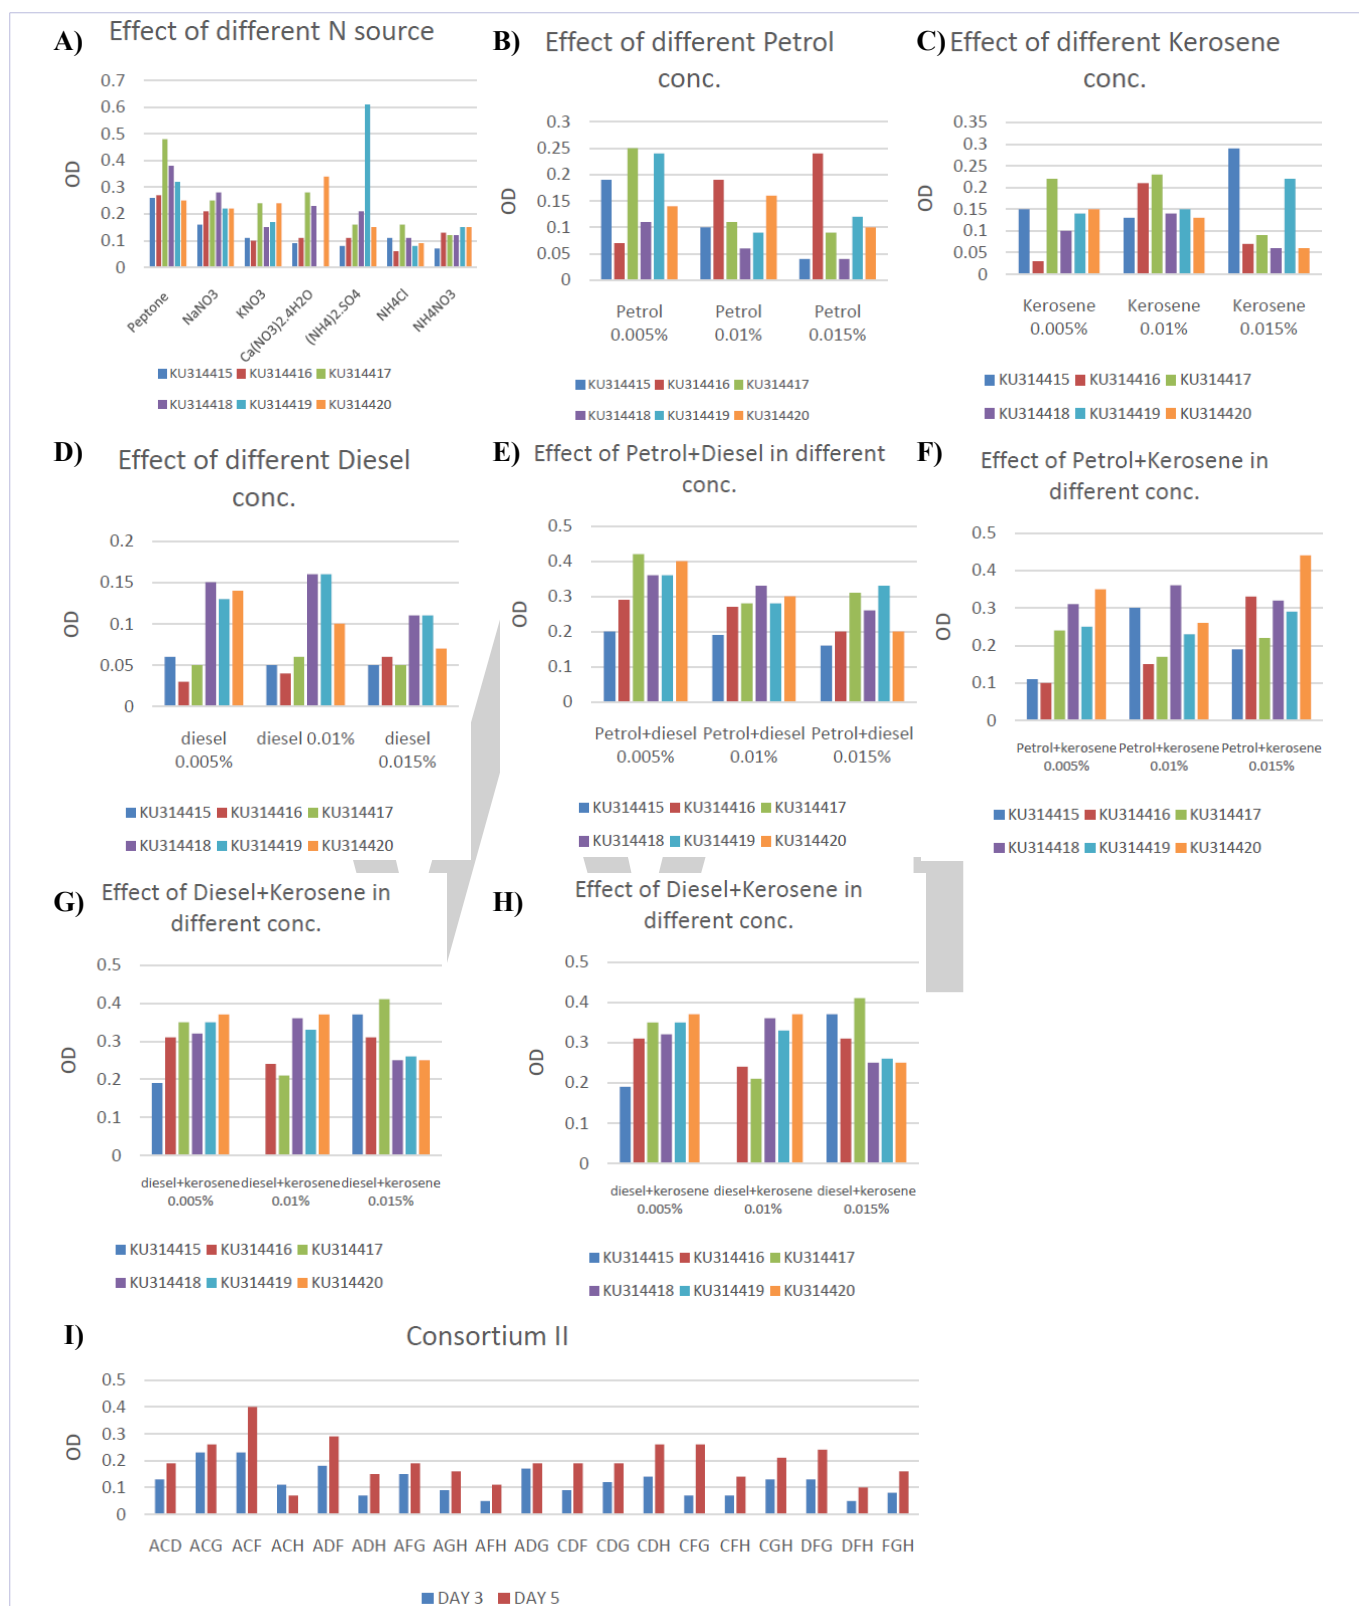 A) Effect of different N source
0.7
0.6
0.5
0.4
0.3
0.2
0.1
0
OD
Peptone
NaNO3
KNO3
Ca(NO3)2.4H2O
(NH4)2.SO4
NH4Cl
NH4NO3
KU314415 KU314416 KU314417
KU314418 KU314419 KU314420
B) Effect of different Petrol
conc.
0.3
0.25
0.2
0.15
0.1
0.05
0
OD
Petrol Petrol Petrol
0.005% 0.01% 0.015%
KU314415 KU314416 KU314417
KU314418 KU314419 KU314420
C) Effect of different Kerosene
conc.
0.35
0.3
0.25
0.2
0.15
0.1
0.05
0
OD
Kerosene Kerosene Kerosene
0.005% 0.01% 0.015%
KU314415 KU314416 KU314417
KU314418 KU314419 KU314420
D) Effect of different Diesel
conc.
0.2
0.15
0.1
0.05
0
OD
diesel diesel 0.01% diesel
0.005% 0.015%
KU314415 KU314416 KU314417
KU314418 KU314419 KU314420
E) Effect of Petrol+Diesel in different
conc.
0.5
0.4
0.3
0.2
0.1
0
OD
Petrol+diesel Petrol+diesel Petrol+diesel
0.005% 0.01% 0.015%
KU314415 KU314416 KU314417
KU314418 KU314419 KU314420
F) Effect of Petrol+Kerosene in
different conc.
0.5
0.4
0.3
0.2
0.1
0
OD
Petrol+kerosene Petrol+kerosene Petrol+kerosene
0.005% 0.01% 0.015%
KU314415 KU314416 KU314417
KU314418 KU314419 KU314420
G) Effect of Diesel+Kerosene in
different conc.
0.5
0.4
0.3
0.2
0.1
0
OD
diesel+kerosene diesel+kerosene diesel+kerosene
0.005% 0.01% 0.015%
KU314415 KU314416 KU314417
KU314418 KU314419 KU314420
H) Effect of Diesel+Kerosene in
different conc.
0.5
0.4
0.3
0.2
0.1
0
OD
diesel+kerosene diesel+kerosene diesel+kerosene
0.005% 0.01% 0.015%
KU314415 KU314416 KU314417
KU314418 KU314419 KU314420
I) Consortium II
0.5
0.4
0.3
0.2
0.1
0
OD
ACD ACG ACF ACH ADF ADH AFG AGH AFH ADG CDF CDG CDH CFG CFH CGH DFG DFH FGH
DAY 3 DAY 5